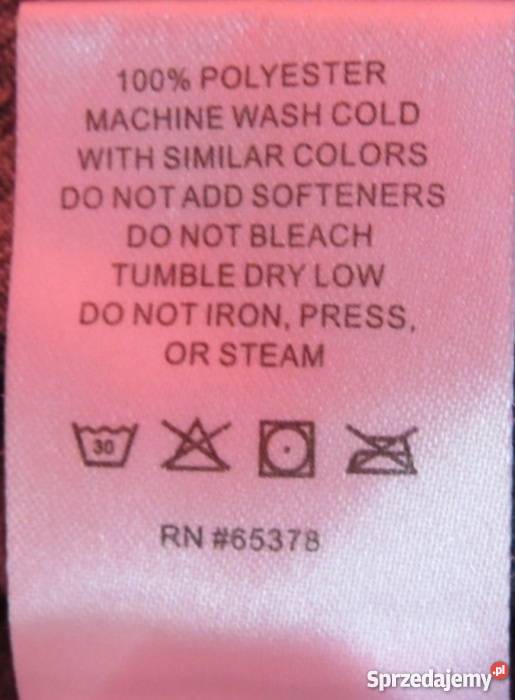 100% POLYESTER
MACHINE WASH COLD
WITH SIMILAR COLORS
DO NOT ADD SOFTENERS
DO NOT BLEACH
TUMBLE DRY LOW
DO NOT IRON, PRESS,
OR STEAM
30
RN #65378
Sprzedajemy.pl